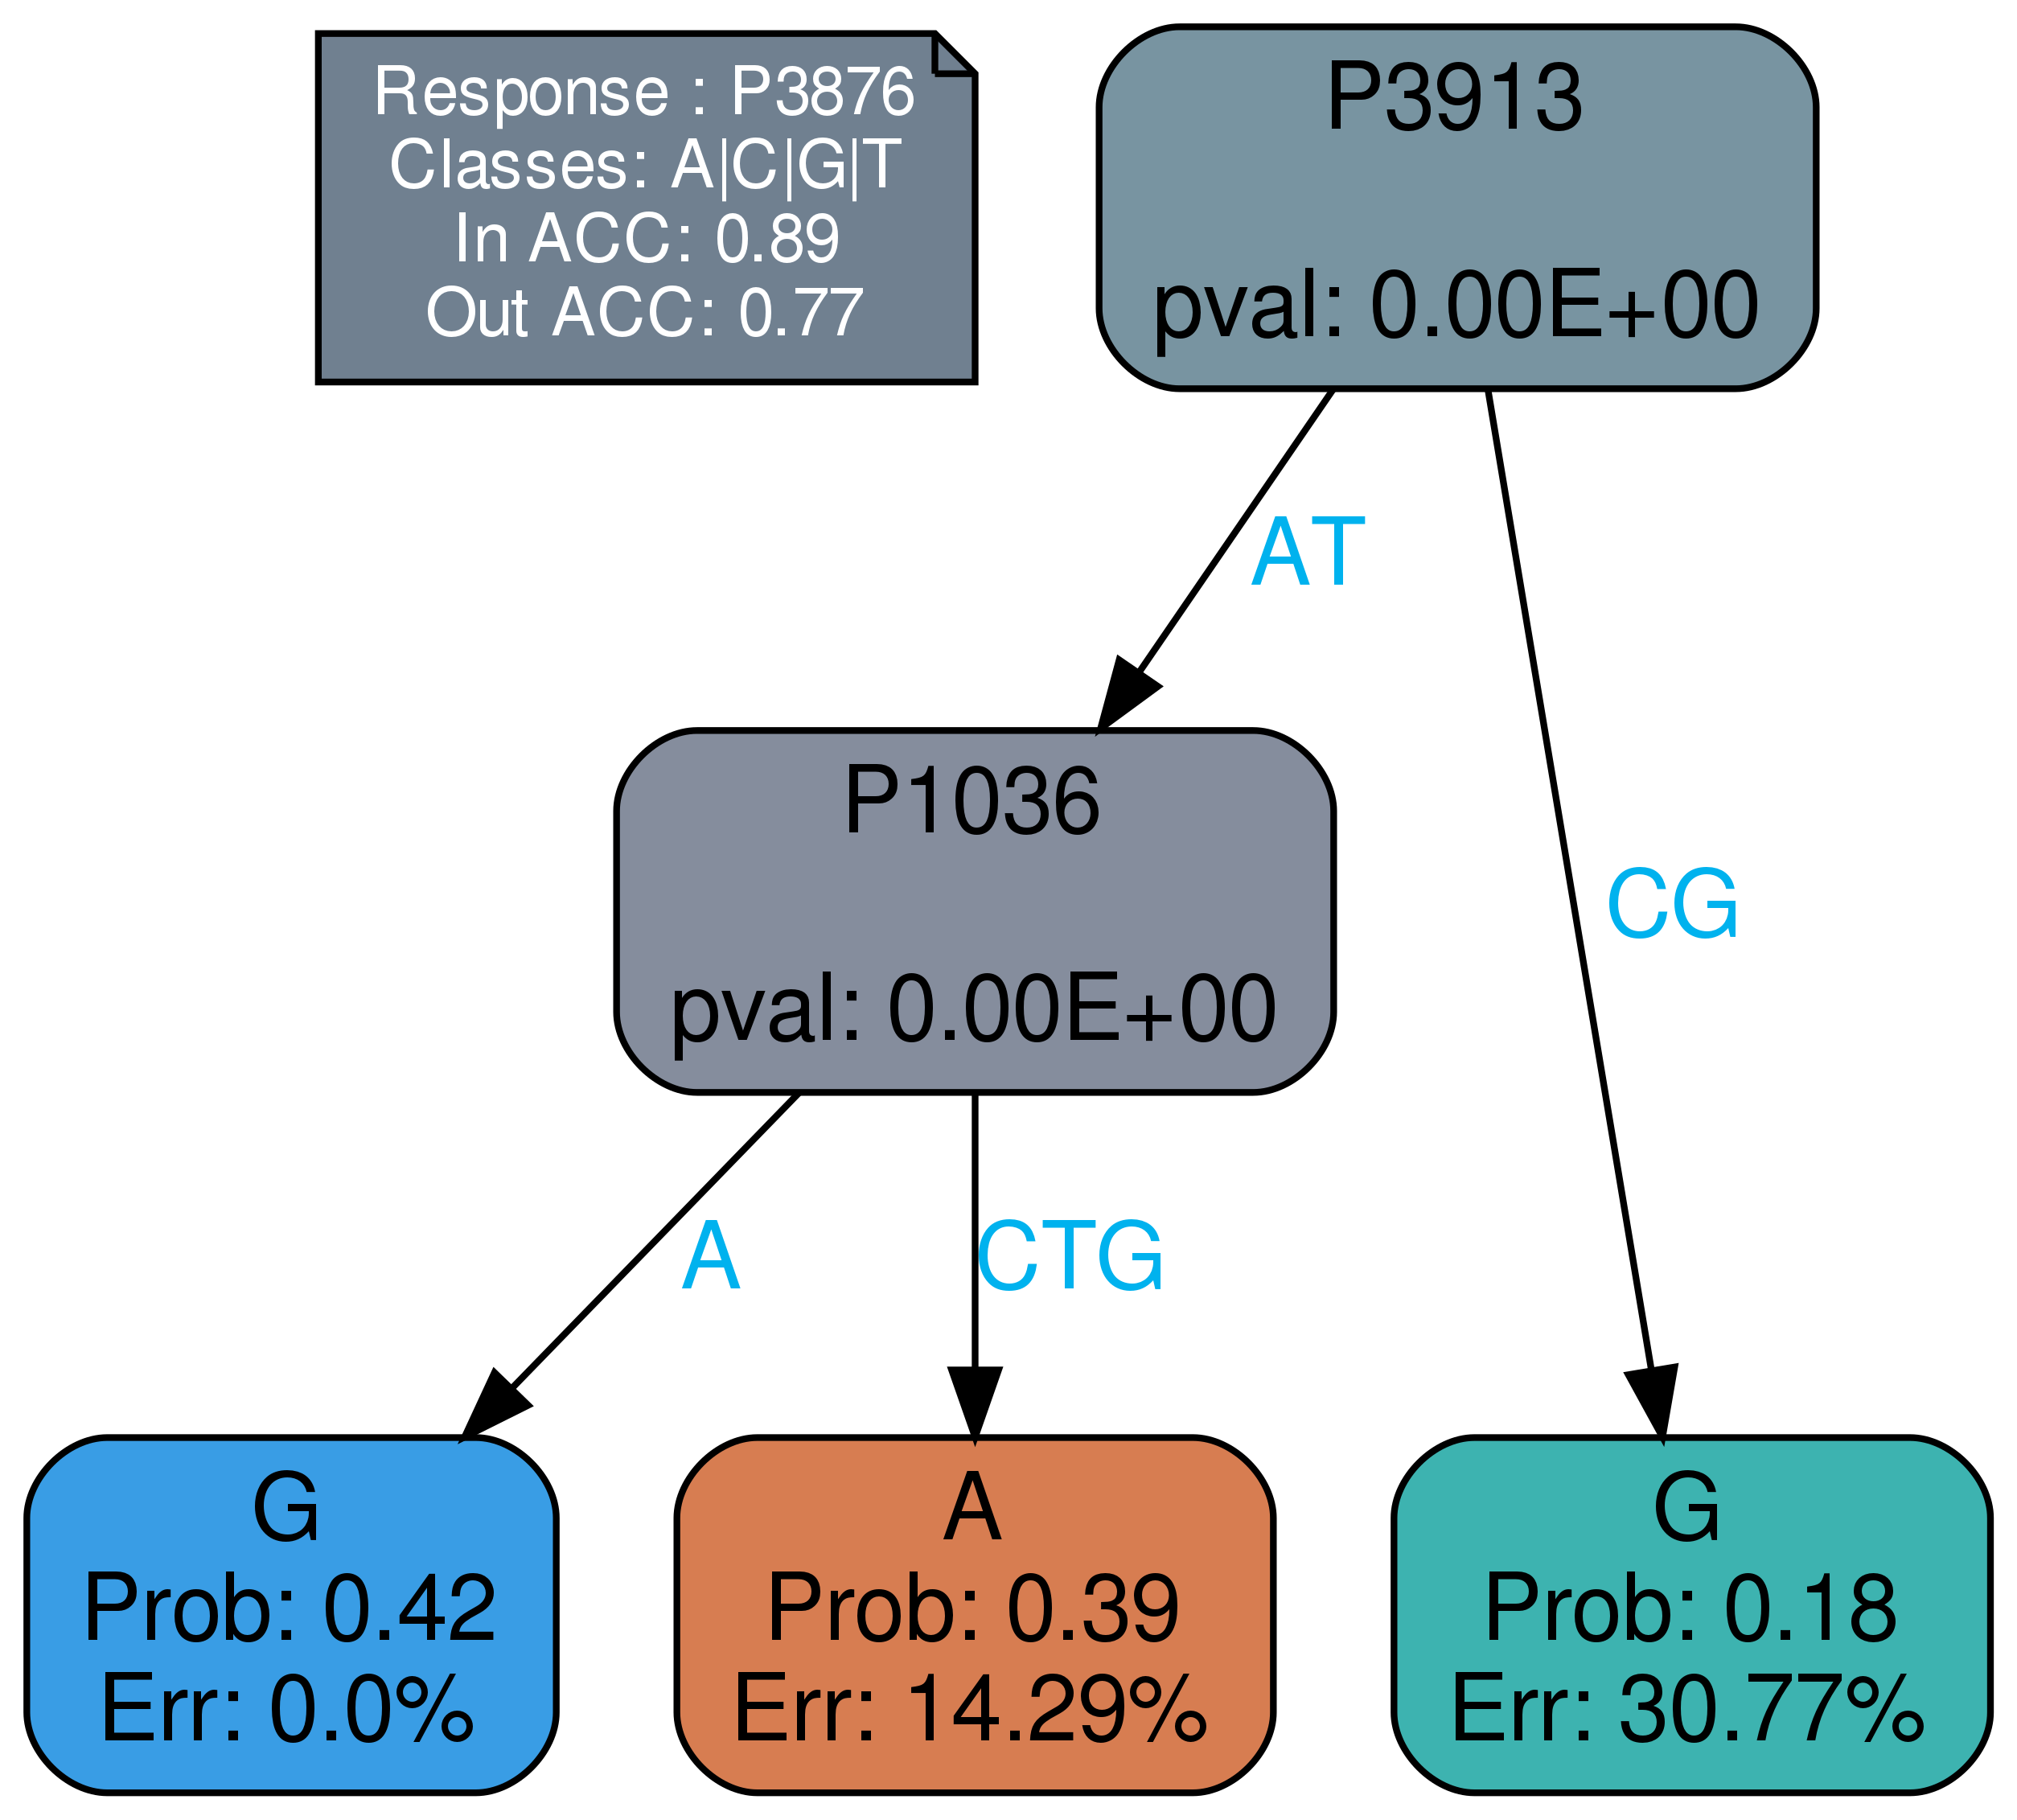 Response : P3876
Classes: A|C|G|T
In ACC: 0.89
Out ACC: 0.77
P3913
pval: 0.00E+00
AT
P1036
pval: 0.00E+00
CG
A
CTG
G
Prob: 0.42
Err: 0.0%
A
Prob: 0.39
Err: 14.29%
G
Prob: 0.18
Err: 30.77%